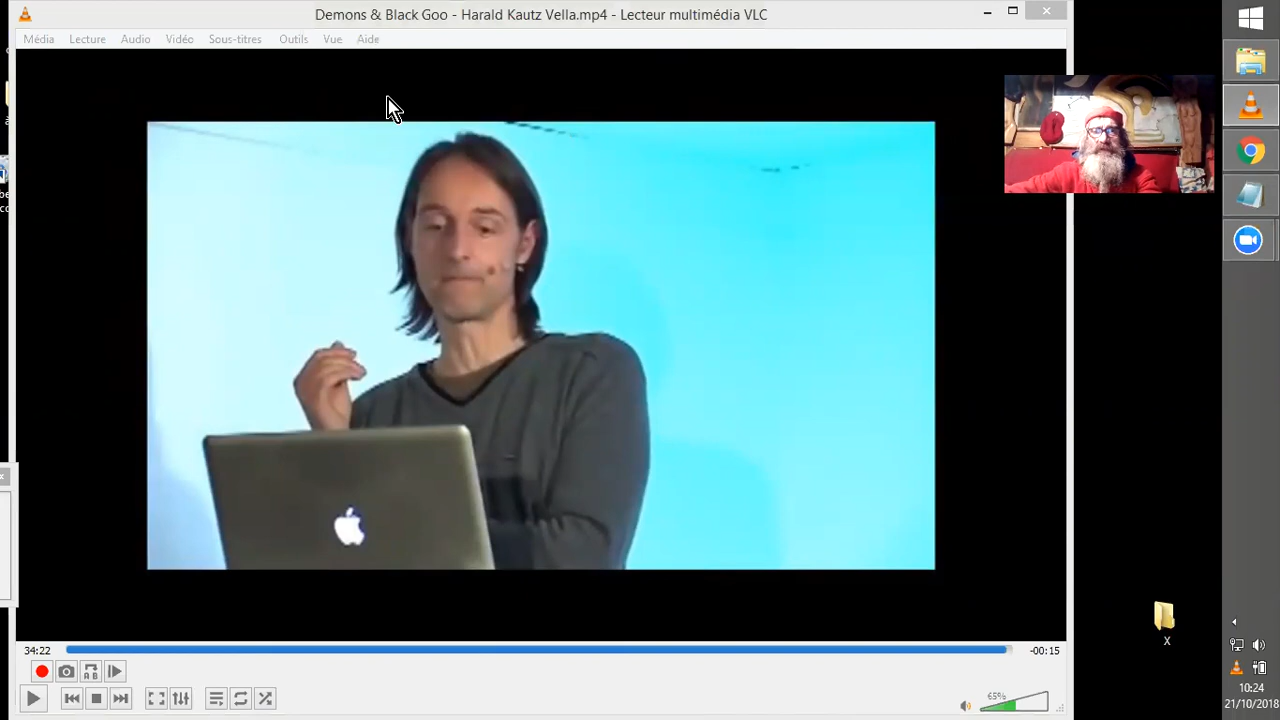 Demons & Black Goo - Harald Kautz Vella.mp4 - Lecteur multimédia VLC
Média Lecture Audio Vidéo Sous-titres Outils Vue Aide
34:22
-00:15
65%
X
10:24
21/10/2018